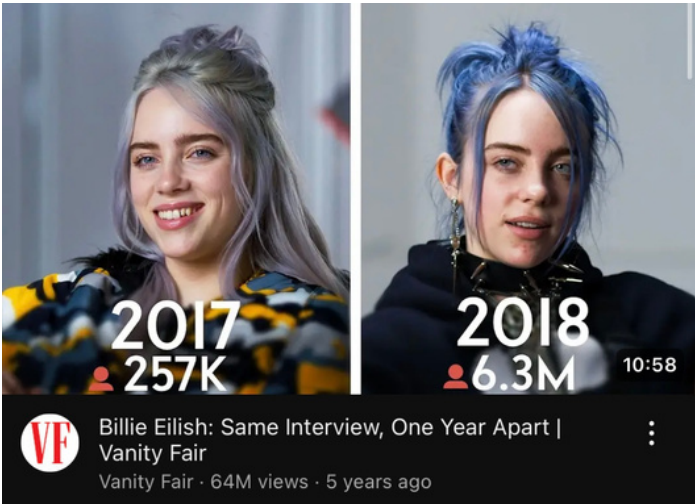 2017
257K
2018
6.3M
10:58
VF
Billie Eilish: Same Interview, One Year Apart |
Vanity Fair
Vanity Fair · 64M views · 5 years ago